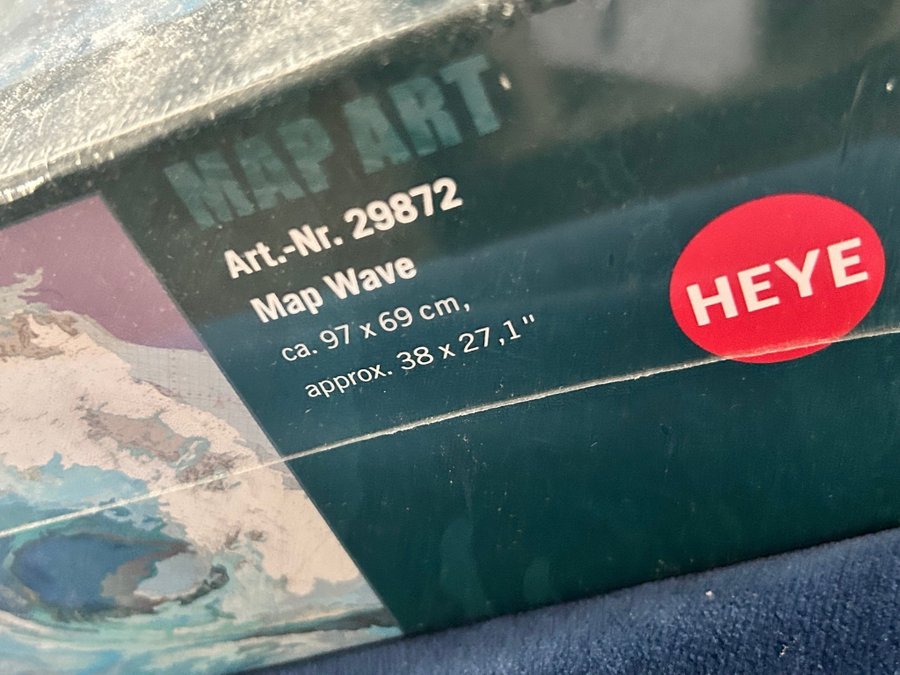 MAP ART
Art.-Nr. 29872
Map Wave
ca. 97 x 69 cm,
approx. 38 x 27,1"
HEYE